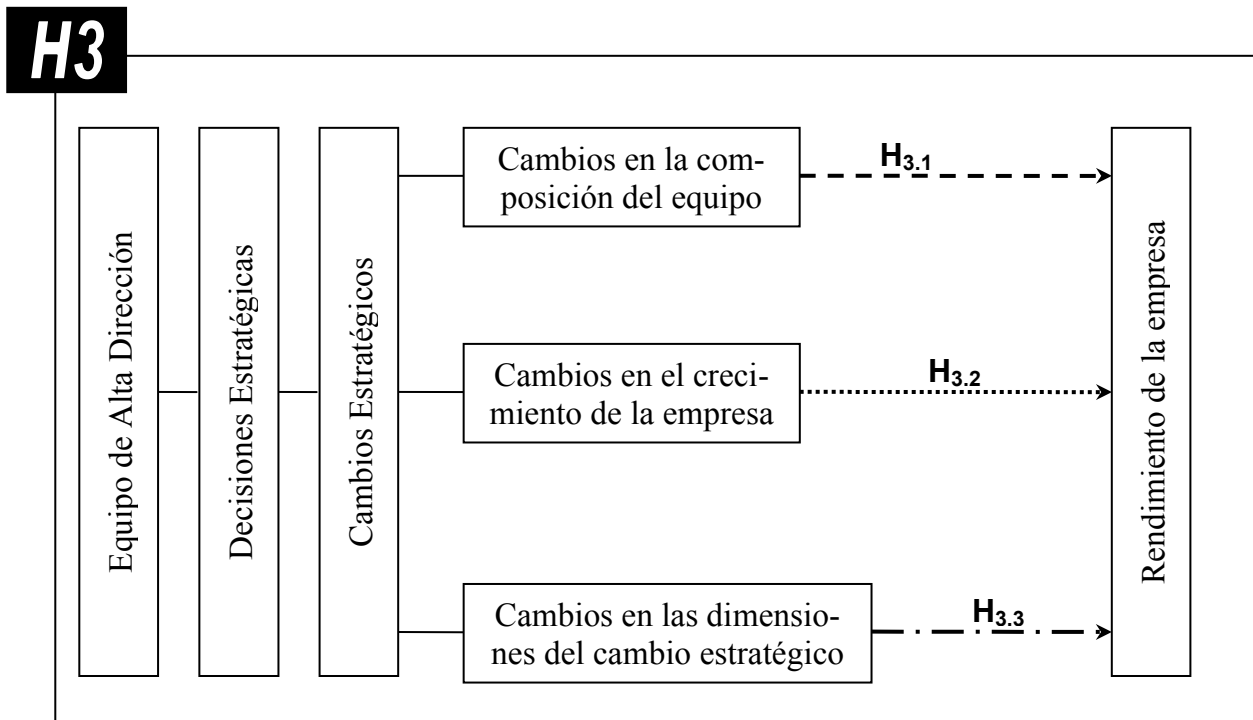 H3
Equipo de Alta Dirección
Decisiones Estratégicas
Cambios Estratégicos
Cambios en la com-
posición del equipo
H3.1
Cambios en el creci-
miento de la empresa
H3.2
Cambios en las dimensio-
nes del cambio estratégico
H3.3
Rendimiento de la empresa